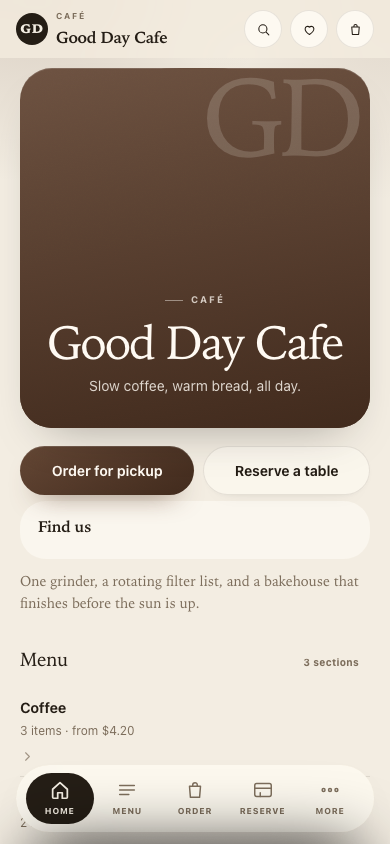 GD
CAFÉ
Good Day Cafe
GD
CAFÉ
Good Day Cafe
Slow coffee, warm bread, all day.
Order for pickup
Reserve a table
Find us
One grinder, a rotating filter list, and a bakehouse that
finishes before the sun is up.
Menu
3 sections
Coffee
3 items · from $4.20
HOME
MENU
ORDER
RESERVE
MORE